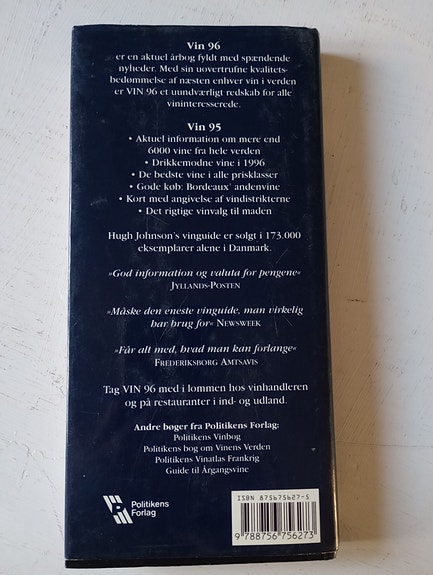 Vin 96
er en aktuel årbog fyldt med spændende
nyheder. Med sin uovertrufne kvalitets-
bedømmelse af næsten enhver vin i verden
er VIN 96 et uundværligt redskab for alle
vininteresserede.
Vin 95
• Aktuel information om mere end
6000 vine fra hele verden
• Drikkemodne vine i 1996
• De bedste vine i alle prisklasser
• Gode køb: Bordeaux' andenvine
• Kort med angivelse af vindistrikterne
• Det rigtige vinvalg til maden
Hugh Johnson's vinguide er solgt i 173.000
eksemplarer alene i Danmark.
»God information og valuta for pengene«
JYLLANDS-POSTEN
»Måske den eneste vinguide, man virkelig
har brug for« NEWSWEEK
»Får alt med, hvad man kan forlange«
FREDERIKSBORG AMTSAVIS
Tag VIN 96 med i lommen hos vinhandleren
og på restauranter i ind- og udland.
Andre bøger fra Politikens Forlag:
Politikens Vinbog
Politikens bog om Vinens Verden
Politikens Vinatlas Frankrig
Guide til Årgangsvine
Politikens
Forlag
ISBN 875675627-5
9 788756 756273